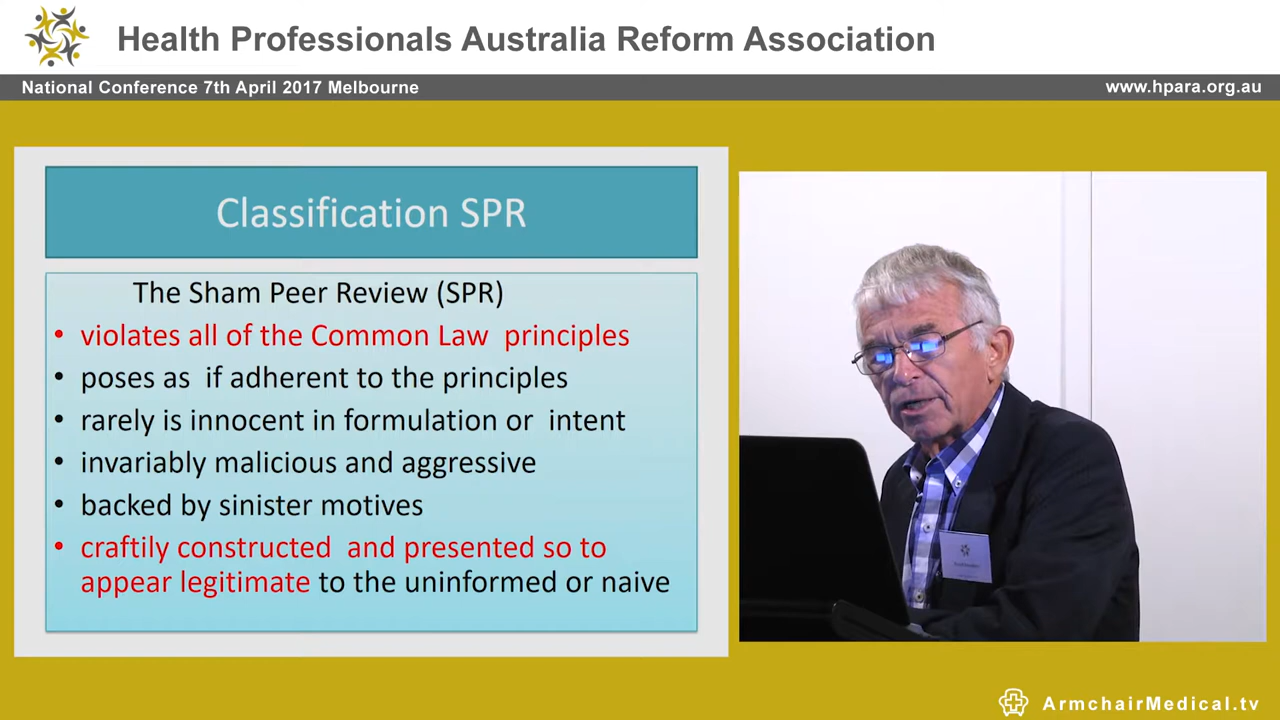 Health Professionals Australia Reform Association
National Conference 7th April 2017 Melbourne
www.hpara.org.au
Classification SPR
The Sham Peer Review (SPR)
• violates all of the Common Law principles
• poses as if adherent to the principles
• rarely is innocent in formulation or intent
• invariably malicious and aggressive
• backed by sinister motives
• craftily constructed and presented so to
appear legitimate to the uninformed or naive
ArmchairMedical.tv